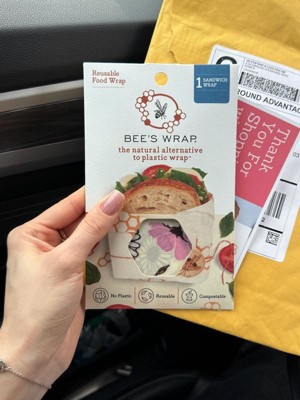 Reusable
Food Wrap
1 SANDWICH
WRAP
BEE'S WRAP
the natural alternative
to plastic wrap™
No Plastic
Reusable
Compostable
ROUND ADVANTAG
Thank
You For
Shop